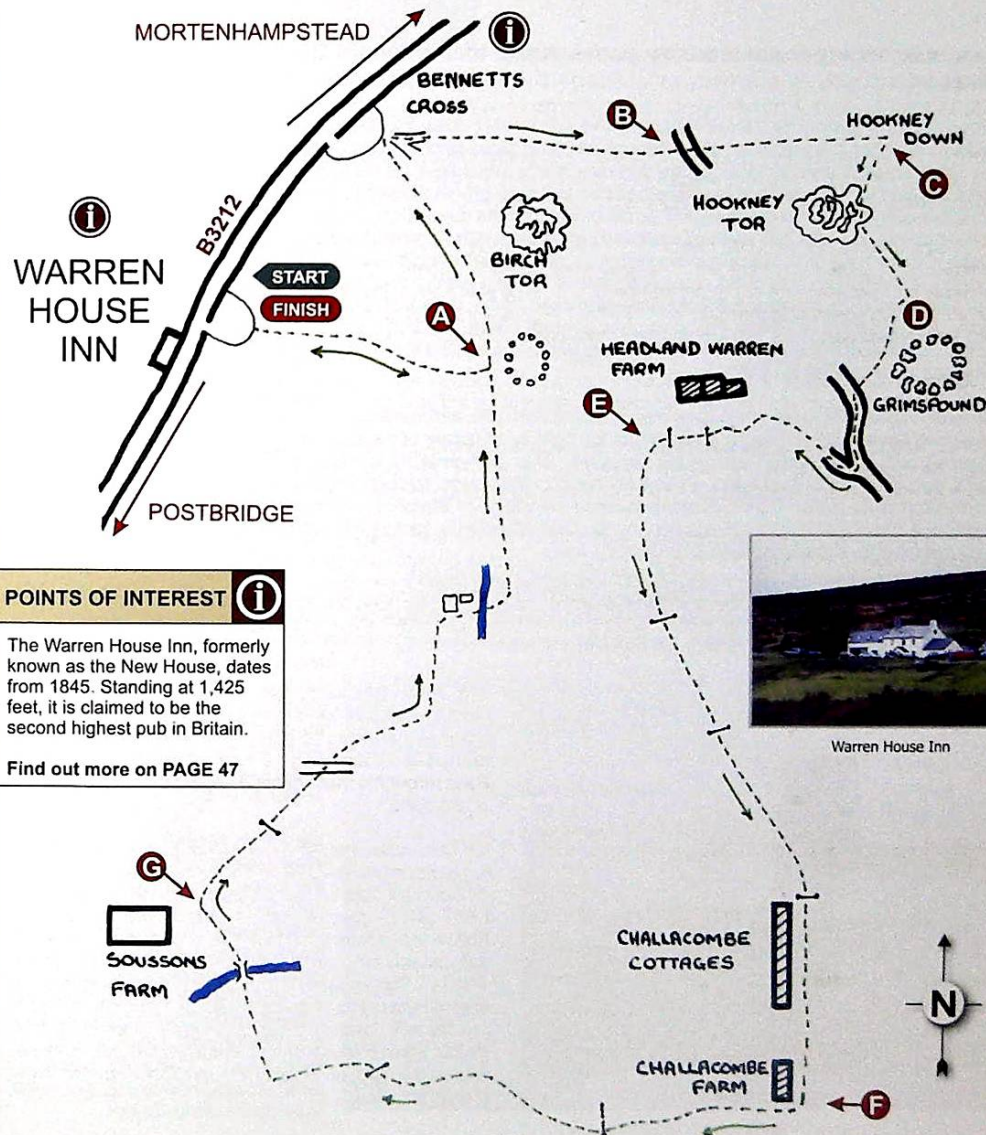 MORTENHAMPSTEAD
i
BENNETTS
CROSS
B
HOOKNEY
DOWN
C
B3212
i
WARREN
HOUSE
INN
START
FINISH
HOOKNEY
TOR
BIRCH
TOR
A
D
HEADLAND WARREN
FARM
GRIMSPOUND
E
POSTBRIDGE
POINTS OF INTEREST i
The Warren House Inn, formerly
known as the New House, dates
from 1845. Standing at 1,425
feet, it is claimed to be the
second highest pub in Britain.
Find out more on PAGE 47
Warren House Inn
G
SOUSSONS
FARM
CHALLACOMBE
COTTAGES
N
CHALLACOMBE
FARM
F